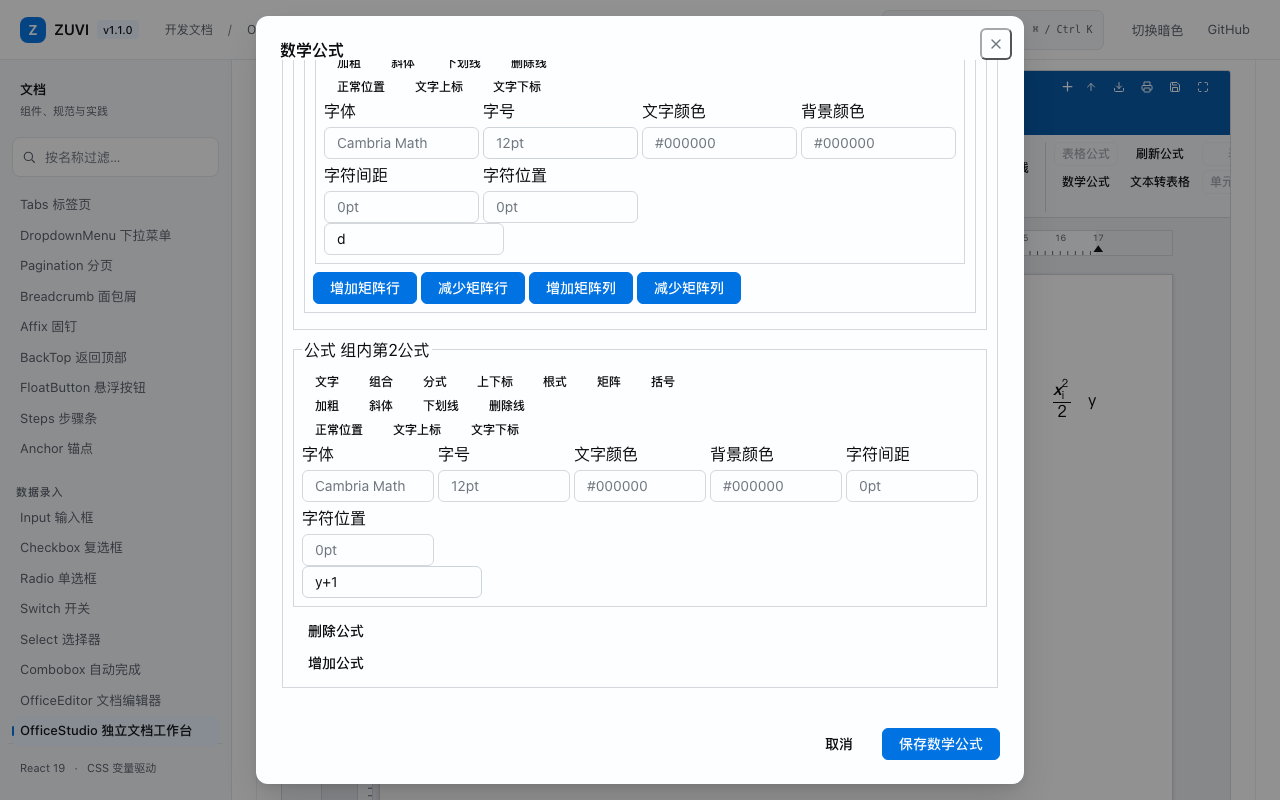 Z ZUVI v1.1.0 开发文档 / O
⌘ / Ctrl K 切换暗色 GitHub
文档
组件、规范与实践
按名称过滤...
Tabs 标签页
DropdownMenu 下拉菜单
Pagination 分页
Breadcrumb 面包屑
Affix 固钉
BackTop 返回顶部
FloatButton 悬浮按钮
Steps 步骤条
Anchor 锚点
数据录入
Input 输入框
Checkbox 复选框
Radio 单选框
Switch 开关
Select 选择器
Combobox 自动完成
OfficeEditor 文档编辑器
OfficeStudio 独立文档工作台
React 19 · CSS 变量驱动
数学公式
加粗 斜体 下划线 删除线
正常位置 文字上标 文字下标
字体 字号 文字颜色 背景颜色
Cambria Math 12pt #000000 #000000
字符间距 字符位置
0pt 0pt
d
增加矩阵行 减少矩阵行 增加矩阵列 减少矩阵列
公式 组内第2公式
文字 组合 分式 上下标 根式 矩阵 括号
加粗 斜体 下划线 删除线
正常位置 文字上标 文字下标
字体 字号 文字颜色 背景颜色 字符间距
Cambria Math 12pt #000000 #000000 0pt
字符位置
0pt
y+1
删除公式
增加公式
取消 保存数学公式
表格公式 刷新公式
数学公式 文本转表格 单元
16 17
x 2
2 y